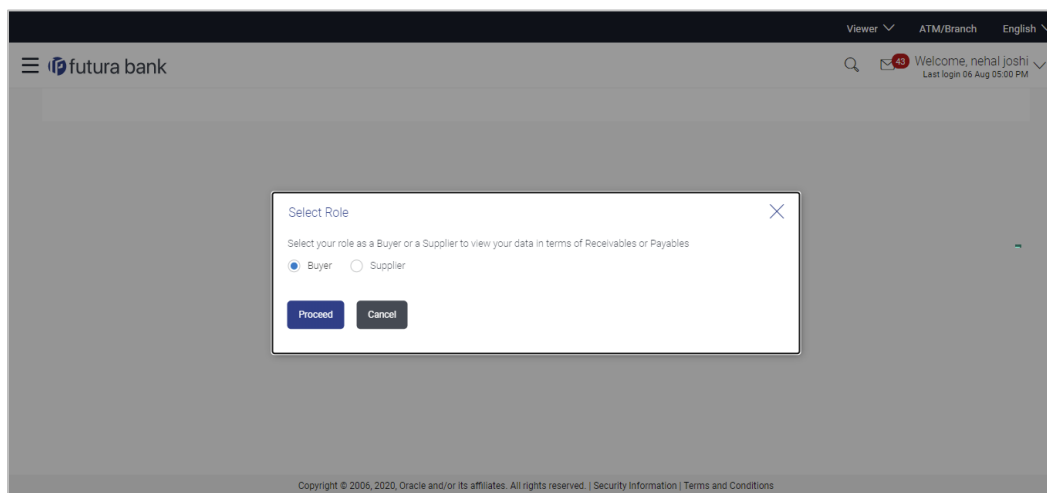 Viewer ATM/Branch English
futura bank
43
Welcome, nehal joshi
Last login 06 Aug 05:00 PM
Select Role
Select your role as a Buyer or a Supplier to view your data in terms of Receivables or Payables
Buyer Supplier
Proceed Cancel
Copyright © 2006, 2020, Oracle and/or its affiliates. All rights reserved. | Security Information | Terms and Conditions